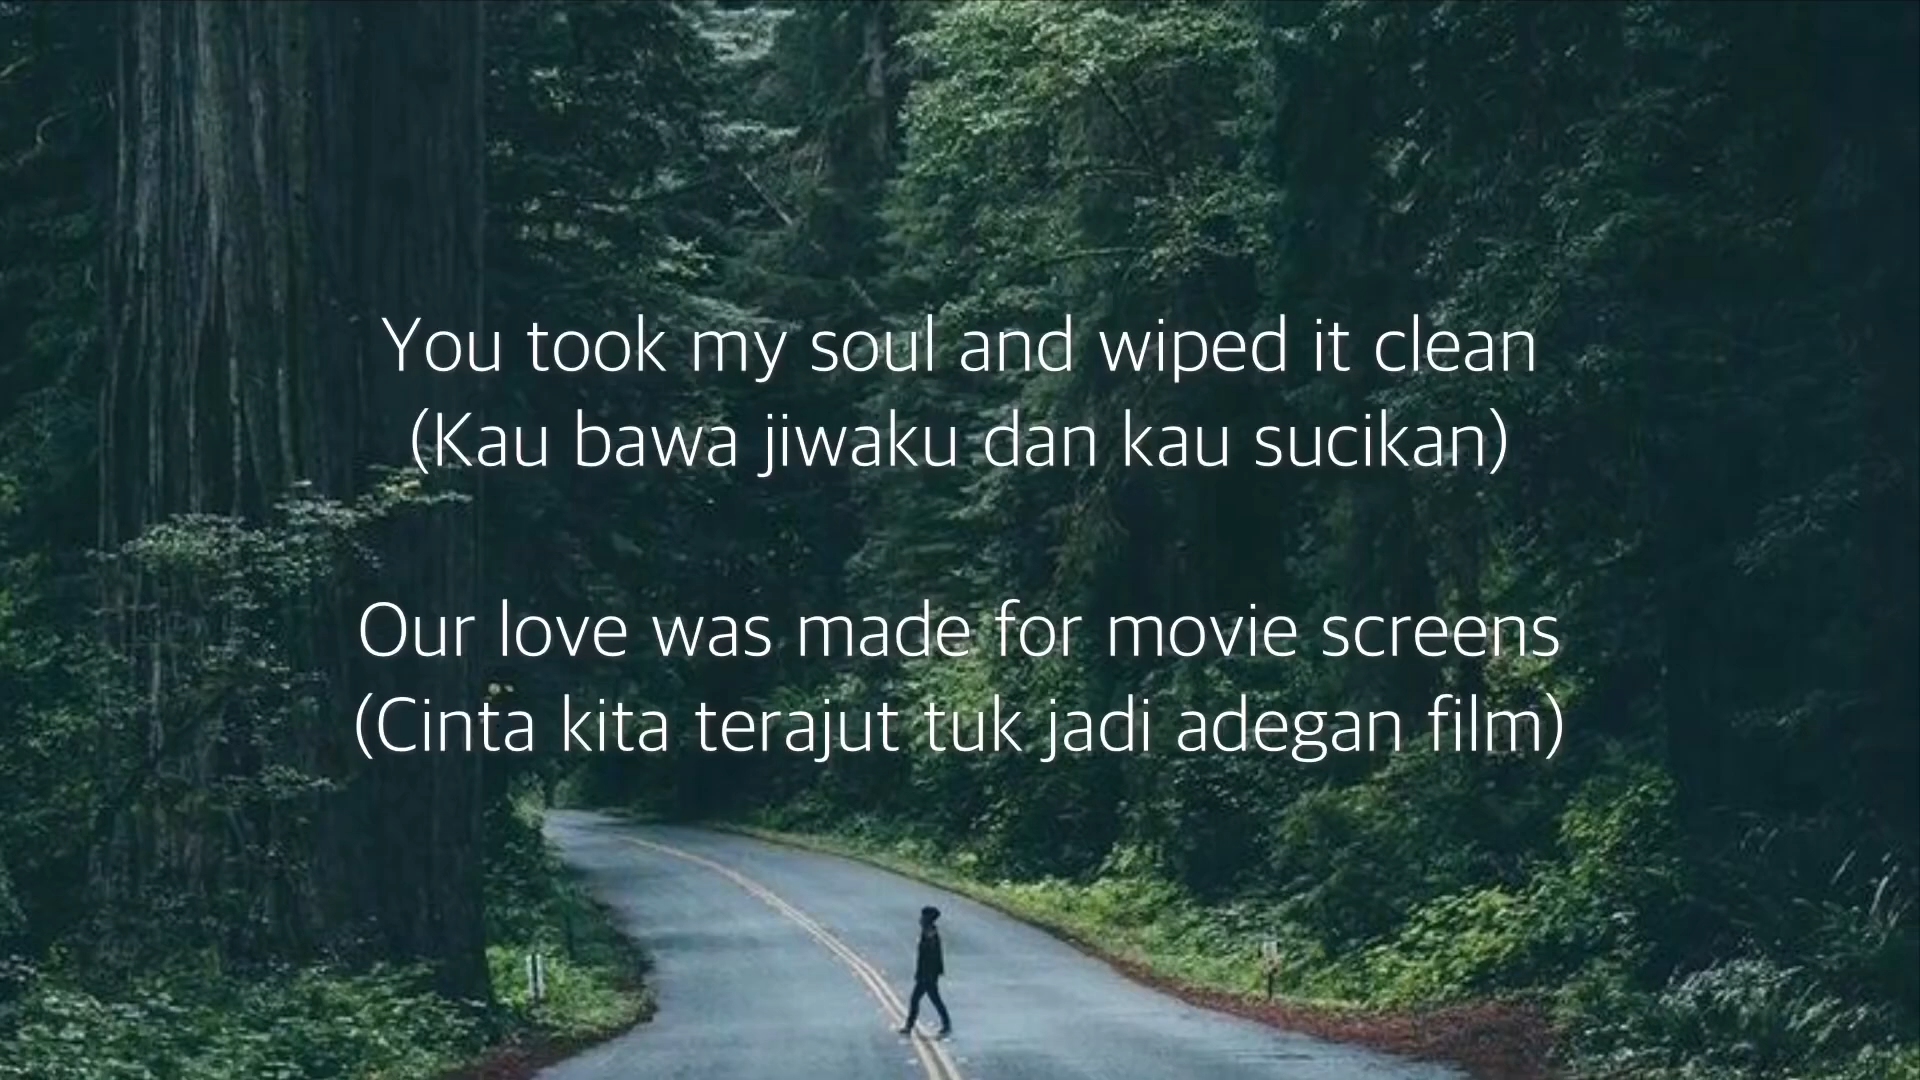 You took my soul and wiped it clean
(Kau bawa jiwaku dan kau sucikan)
Our love was made for movie screens
(Cinta kita terajut tuk jadi adegan film)